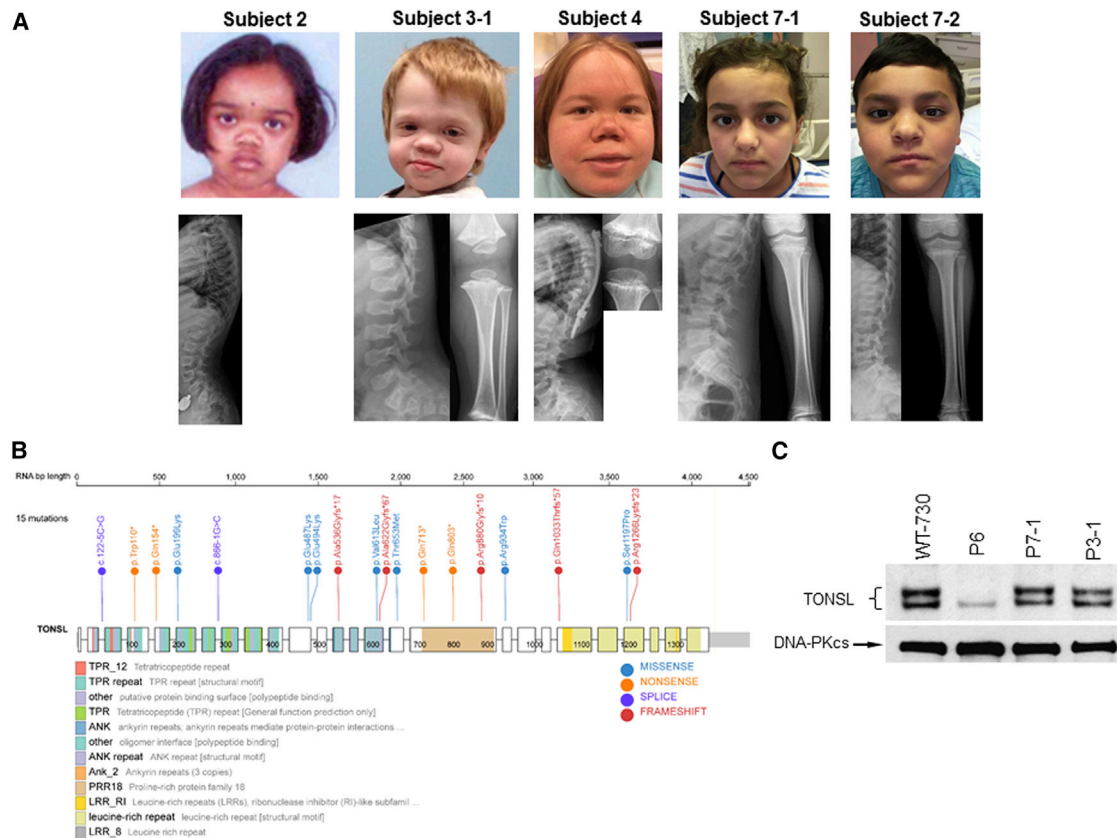 A
Subject 2
Subject 3-1
Subject 4
Subject 7-1
Subject 7-2
B
RNA bp length
0
500
1,000
1,500
2,000
2,500
3,000
3,500
4,000
4,500
15 mutations
c.122-5C>G
p.Trp110*
p.Gln154*
p.Glu199Lys
c.866-1G>C
p.Glu487Lys
p.Glu494Lys
p.Ala536Glyfs*17
p.Val613Leu
p.Ala622Glyfs*67
p.Thr653Met
p.Gln713*
p.Gln803*
p.Arg880Glyfs*10
p.Arg934Trp
p.Gln1033Thrfs*57
p.Ser1197Pro
p.Arg1266Lysfs*23
TONSL
100
200
300
400
500
600
700
800
900
1000
1100
1200
1300
TPR_12 Tetratricopeptide repeat
TPR repeat TPR repeat [structural motif]
other putative protein binding surface [polypeptide binding]
TPR Tetratricopeptide (TPR) repeat [General function prediction only]
ANK ankyrin repeats, ankyrin repeats mediate protein-protein interactions ...
other oligomer interface [polypeptide binding]
ANK repeat ANK repeat [structural motif]
Ank_2 Ankyrin repeats (3 copies)
PRR18 Proline-rich protein family 18
LRR_RI Leucine-rich repeats (LRRs), ribonuclease inhibitor (RI)-like subfamil ...
leucine-rich repeat leucine-rich repeat [structural motif]
LRR_8 Leucine rich repeat
MISSENSE
NONSENSE
SPLICE
FRAMESHIFT
C
WT-730
P6
P7-1
P3-1
TONSL
DNA-PKcs